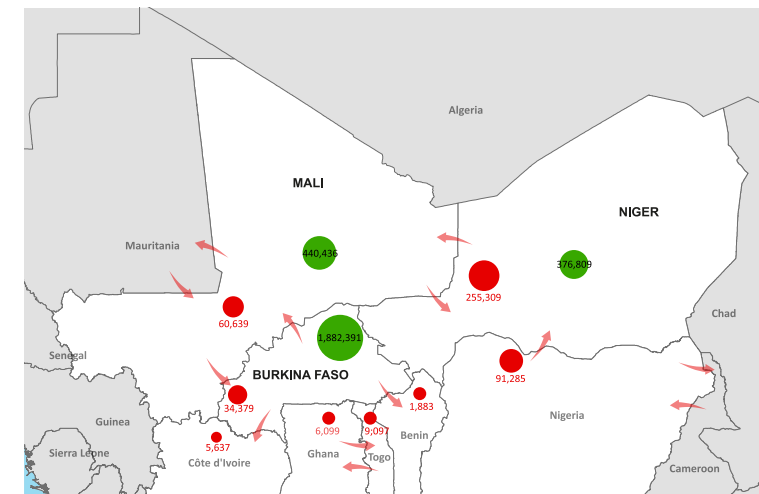 Algeria
MALI
NIGER
Mauritania
440,436
376,809
255,309
60,639
Chad
1,882,391
Senegal
BURKINA FASO
91,285
34,379
1,883
Guinea
6,099
9,097
Nigeria
5,637
Benin
Sierra Leone
Côte d'Ivoire
Ghana
Togo
Cameroon